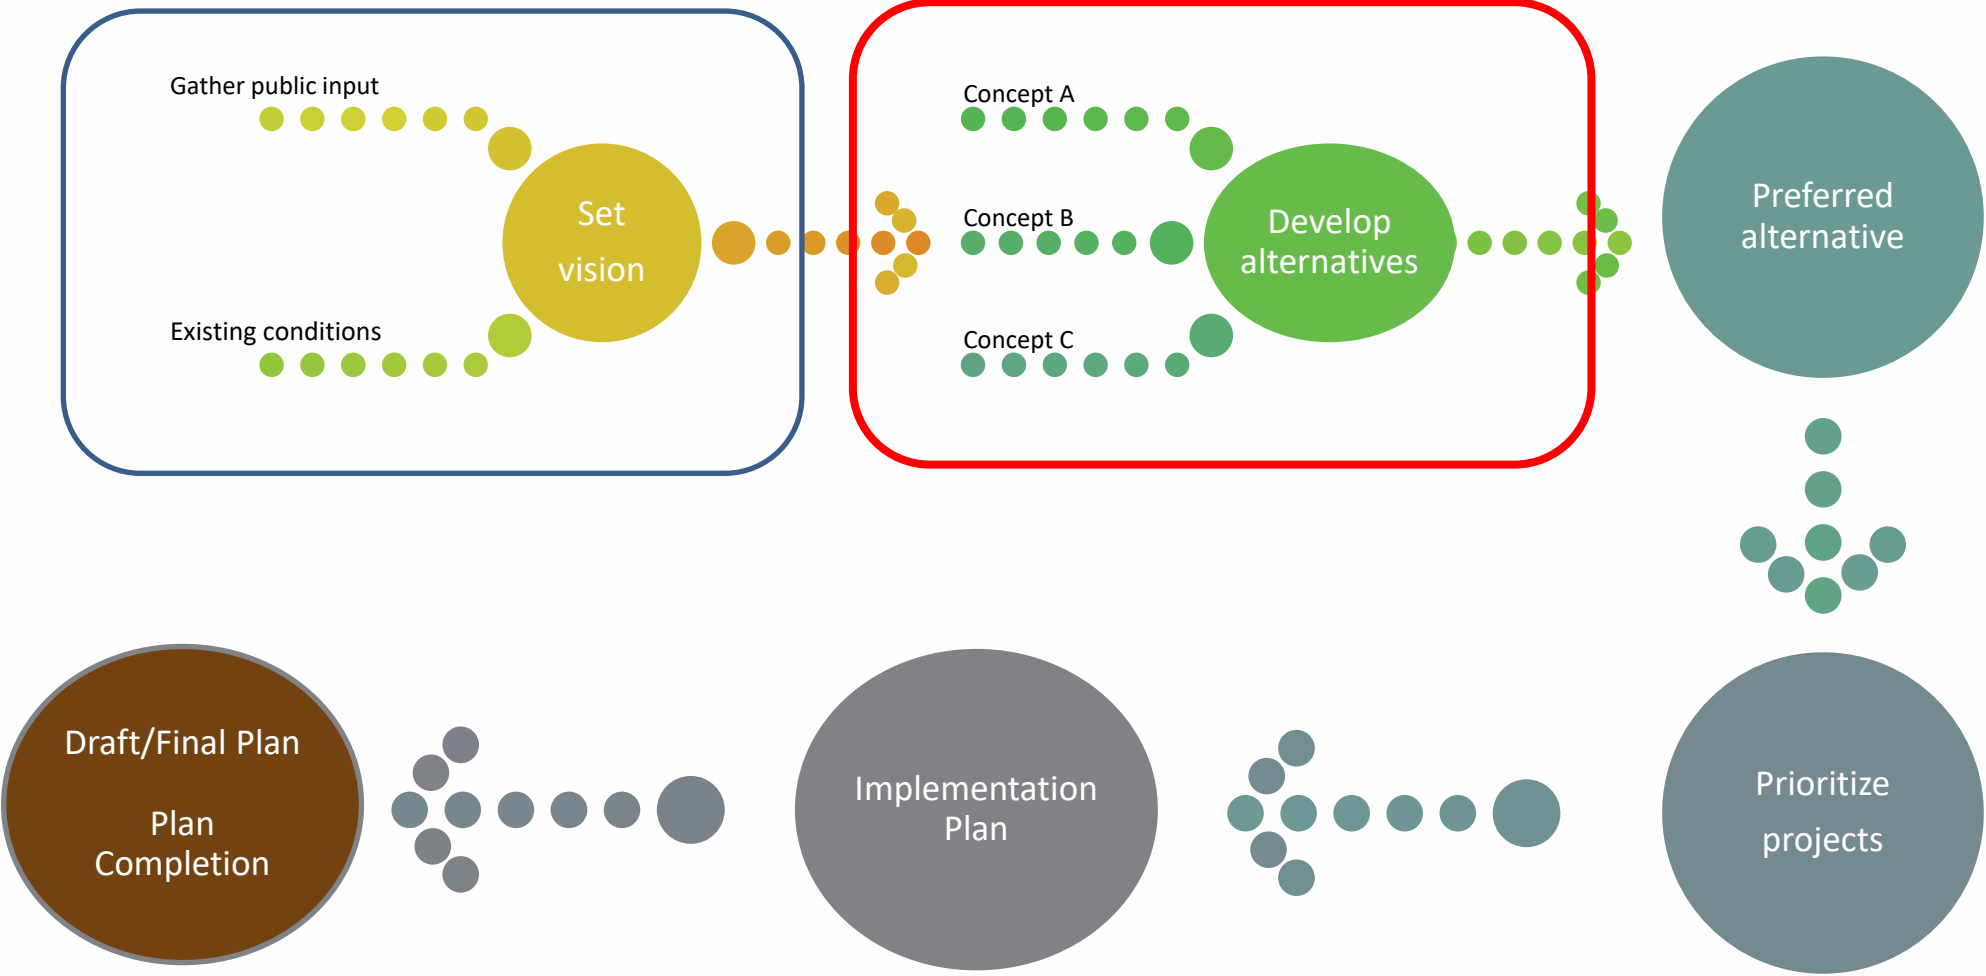 Gather public input
Set
vision
Existing conditions
Concept A
Concept B
Concept C
Develop
alternatives
Preferred
alternative
Prioritize
projects
Implementation
Plan
Draft/Final Plan
Plan
Completion